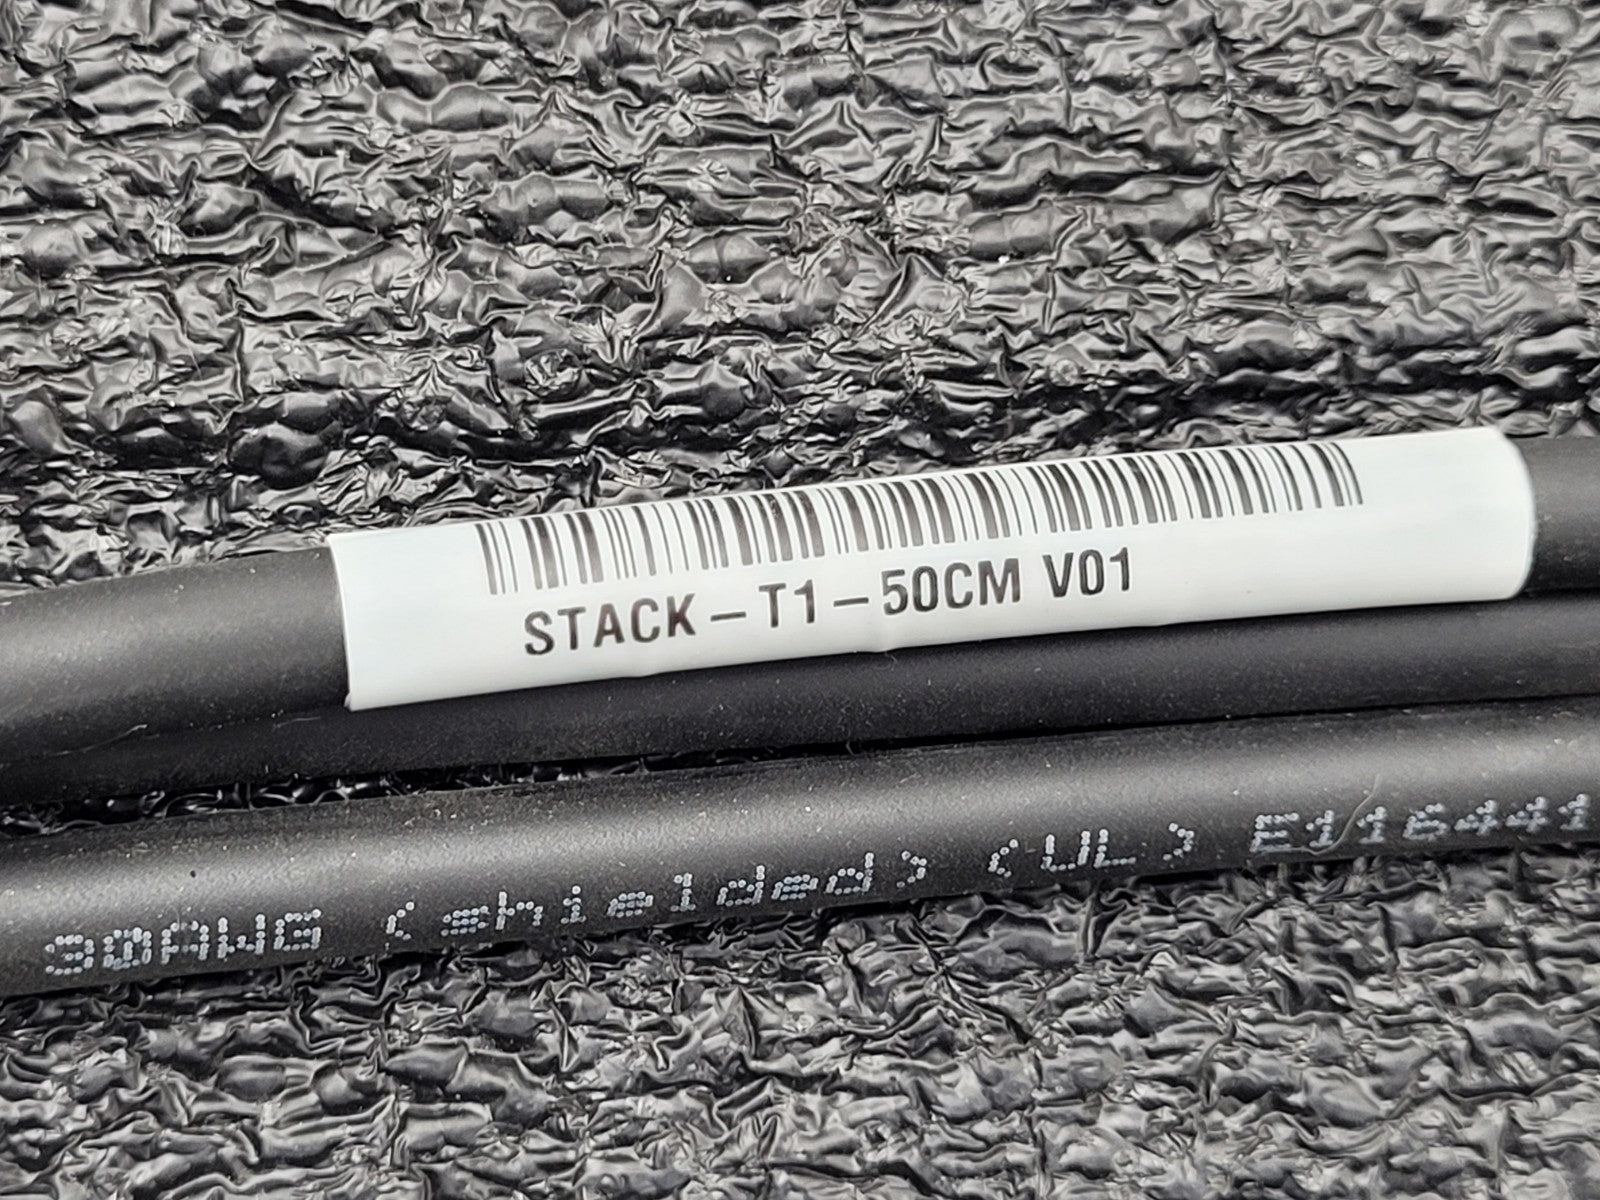 STACK-T1-50CM V01
30AWG (shielded) (UL) E116441